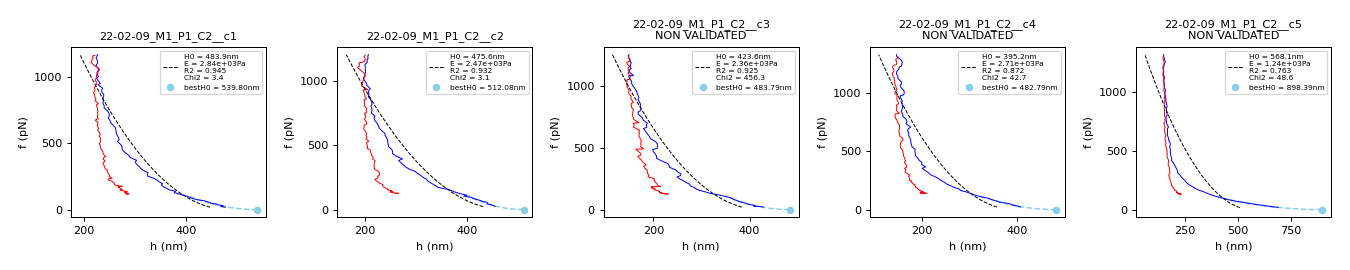 22-02-09_M1_P1_C2__c1
H0 = 483.9nm
E = 2.84e+03Pa
R2 = 0.945
Chi2 = 3.4
bestH0 = 539.80nm
f (pN)
1000
500
0
200
400
h (nm)
22-02-09_M1_P1_C2__c2
H0 = 475.6nm
E = 2.47e+03Pa
R2 = 0.932
Chi2 = 3.1
bestH0 = 512.08nm
f (pN)
1000
500
0
200
400
h (nm)
22-02-09_M1_P1_C2__c3
NON VALIDATED
H0 = 423.6nm
E = 2.36e+03Pa
R2 = 0.925
Chi2 = 456.3
bestH0 = 483.79nm
f (pN)
1000
500
0
200
400
h (nm)
22-02-09_M1_P1_C2__c4
NON VALIDATED
H0 = 395.2nm
E = 2.71e+03Pa
R2 = 0.872
Chi2 = 42.7
bestH0 = 482.79nm
f (pN)
1000
500
0
200
400
h (nm)
22-02-09_M1_P1_C2__c5
NON VALIDATED
H0 = 568.1nm
E = 1.24e+03Pa
R2 = 0.763
Chi2 = 48.6
bestH0 = 898.39nm
f (pN)
1000
500
0
250
500
750
h (nm)